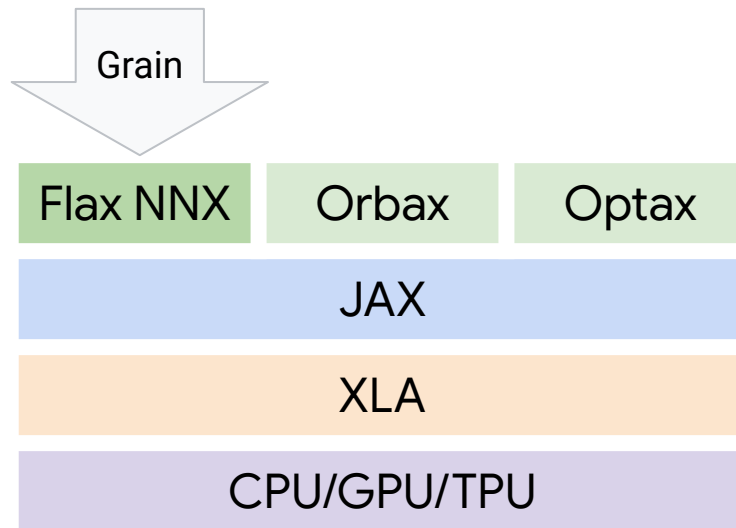 Grain
Flax NNX
Orbax
Optax
JAX
XLA
CPU/GPU/TPU